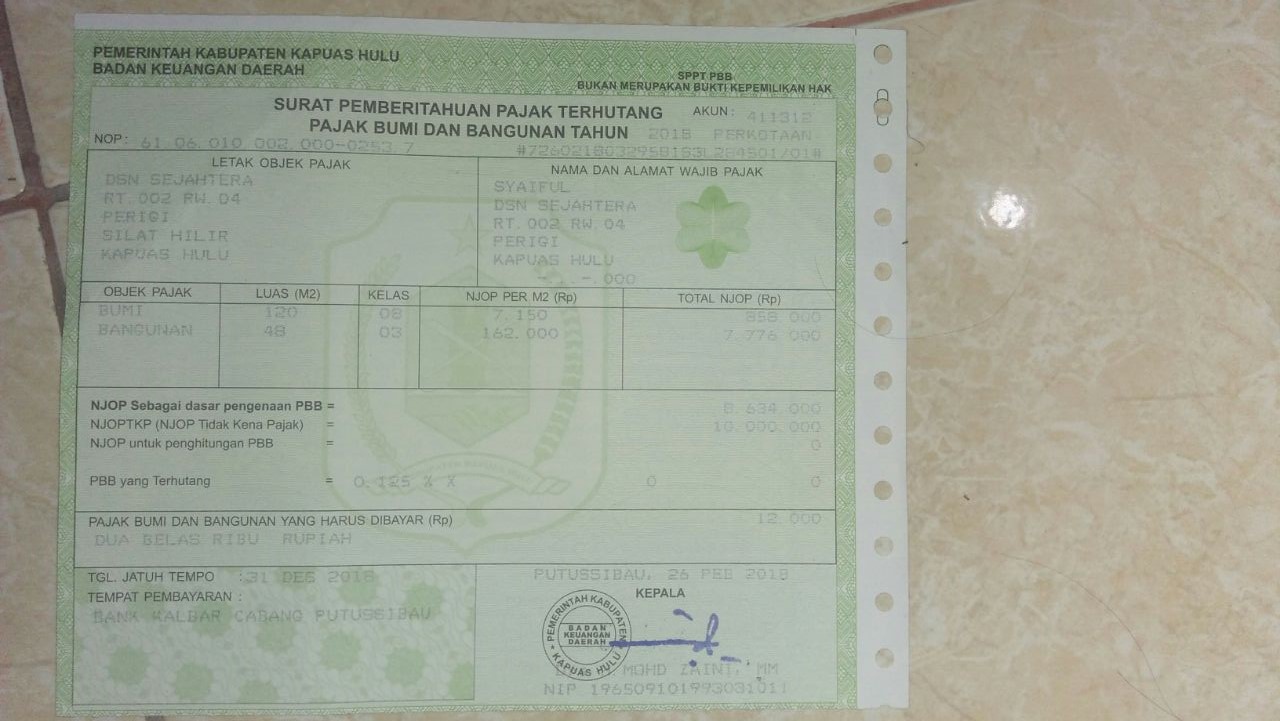 PEMERINTAH KABUPATEN KAPUAS HULU
BADAN KEUANGAN DAERAH
SPPT PBB
BUKAN MERUPAKAN BUKTI KEPEMILIKAN HAK
SURAT PEMBERITAHUAN PAJAK TERHUTANG
AKUN: 411312
PAJAK BUMI DAN BANGUNAN TAHUN 2018 PERKOTAAN
NOP: 61.06.010.002.000-0253.7
LETAK OBJEK PAJAK
DSN SEJAHTERA
RT.002 RW.04
PERIGI
SILAT HILIR
KAPUAS HULU
NAMA DAN ALAMAT WAJIB PAJAK
SYAIFUL
DSN SEJAHTERA
RT.002 RW.04
PERIGI
KAPUAS HULU
- -.000
OBJEK PAJAK LUAS (M2) KELAS NJOP PER M2 (Rp) TOTAL NJOP (Rp)
BUMI 120 08 7.150 858.000
BANGUNAN 48 03 162.000 7.776.000
NJOP Sebagai dasar pengenaan PBB = 8.634.000
NJOPTKP (NJOP Tidak Kena Pajak) = 10.000.000
NJOP untuk penghitungan PBB = 0
PBB yang Terhutang = 0.125 % X 0 0
PAJAK BUMI DAN BANGUNAN YANG HARUS DIBAYAR (Rp) 12.000
DUA BELAS RIBU RUPIAH
TGL. JATUH TEMPO : 31 DES 2018
TEMPAT PEMBAYARAN :
BANK KALBAR CABANG PUTUSSIBAU
PUTUSSIBAU, 26 FEB 2018
KEPALA
PEMERINTAH KABUPATEN
BADAN
KEUANGAN
DAERAH
KAPUAS HULU
MOHD ZAINI, MM
NIP 196509101993031011